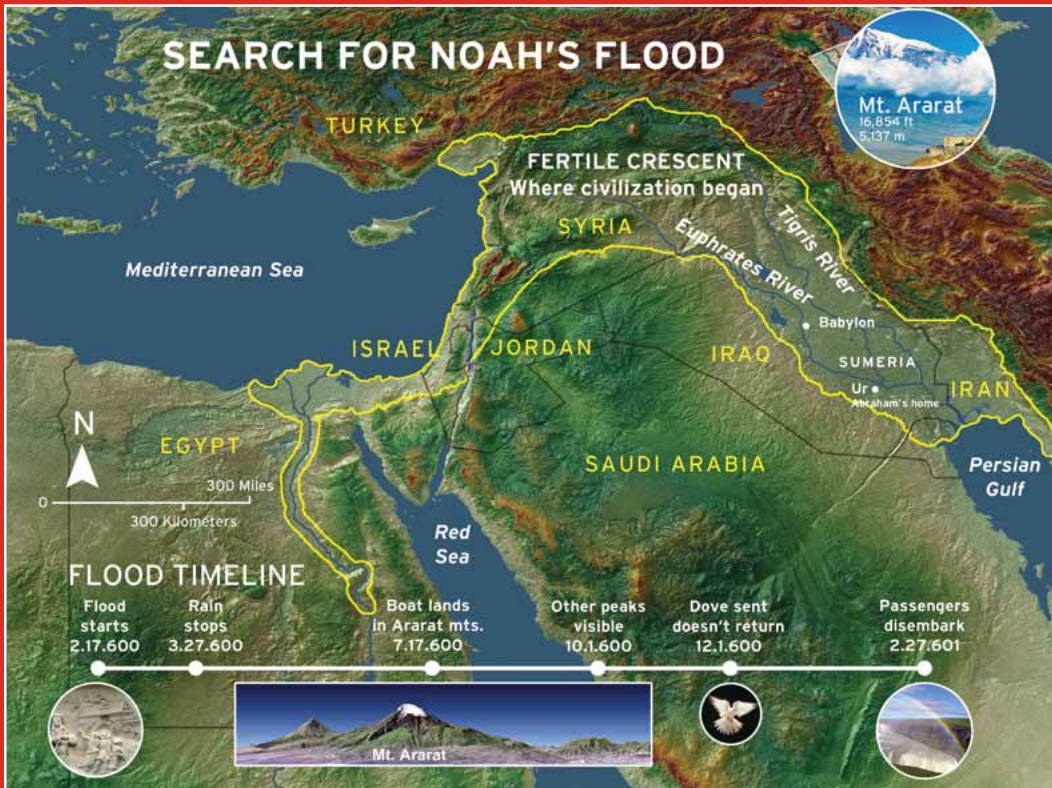 SEARCH FOR NOAH'S FLOOD
Mt. Ararat
16,854 ft
5,137 m
TURKEY
FERTILE CRESCENT
Where civilization began
SYRIA
Tigris River
Euphrates River
Mediterranean Sea
Babylon
ISRAEL
JORDAN
IRAQ
SUMERIA
Ur
Abraham's home
IRAN
N
EGYPT
SAUDI ARABIA
Persian
Gulf
0
300 Miles
300 Kilometers
Red
Sea
FLOOD TIMELINE
Flood
starts
2.17.600
Rain
stops
3.27.600
Boat lands
in Ararat mts.
7.17.600
Other peaks
visible
10.1.600
Dove sent
doesn't return
12.1.600
Passengers
disembark
2.27.601
Mt. Ararat